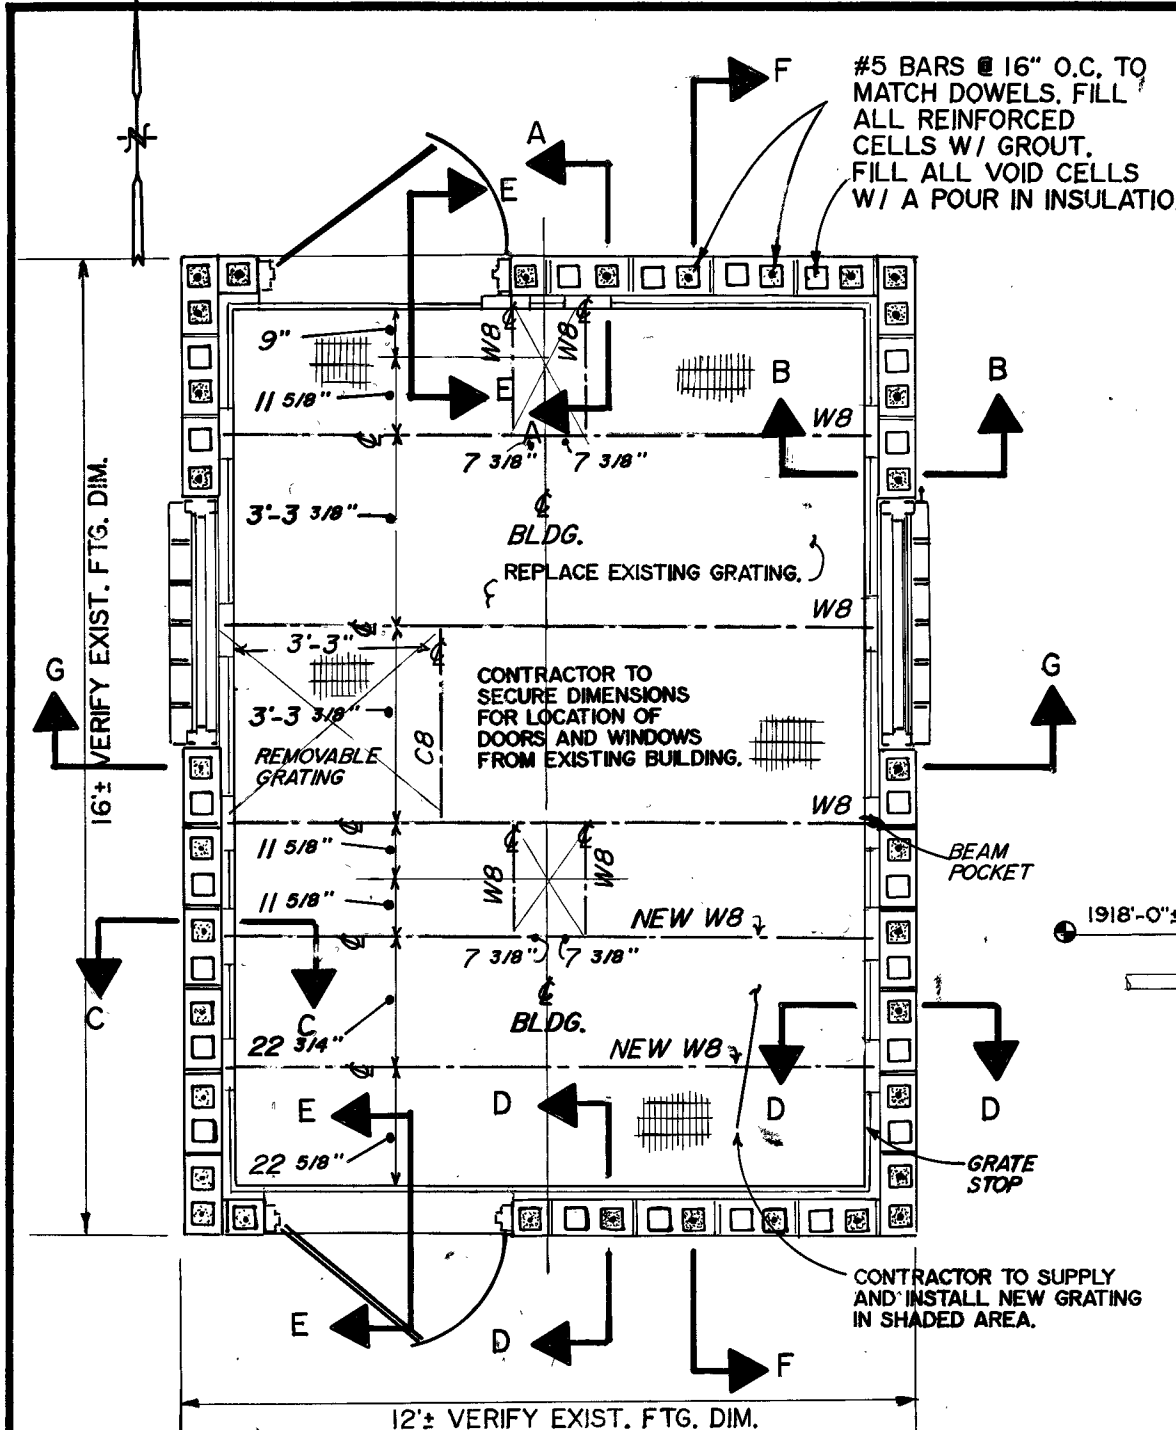 N
F
#5 BARS @ 16" O.C. TO
MATCH DOWELS. FILL
ALL REINFORCED
CELLS W/ GROUT.
FILL ALL VOID CELLS
W/ A POUR IN INSULATIO
A
E
9"
W8
W8
11 5/8"
E
A
B
B
W8
7 3/8"
7 3/8"
3'-3 3/8"
℄
BLDG.
REPLACE EXISTING GRATING.
W8
16'± VERIFY EXIST. FTG. DIM.
3'-3"
G
G
CONTRACTOR TO
SECURE DIMENSIONS
FOR LOCATION OF
DOORS AND WINDOWS
FROM EXISTING BUILDING.
3'-3 3/8"
C8
REMOVABLE
GRATING
W8
11 5/8"
W8
W8
BEAM
POCKET
11 5/8"
NEW W8
1918'-0"±
7 3/8"
7 3/8"
C
C
℄
BLDG.
22 3/4"
NEW W8
E
D
D
D
22 5/8"
GRATE
STOP
CONTRACTOR TO SUPPLY
AND INSTALL NEW GRATING
IN SHADED AREA.
E
D
F
12'± VERIFY EXIST. FTG. DIM.